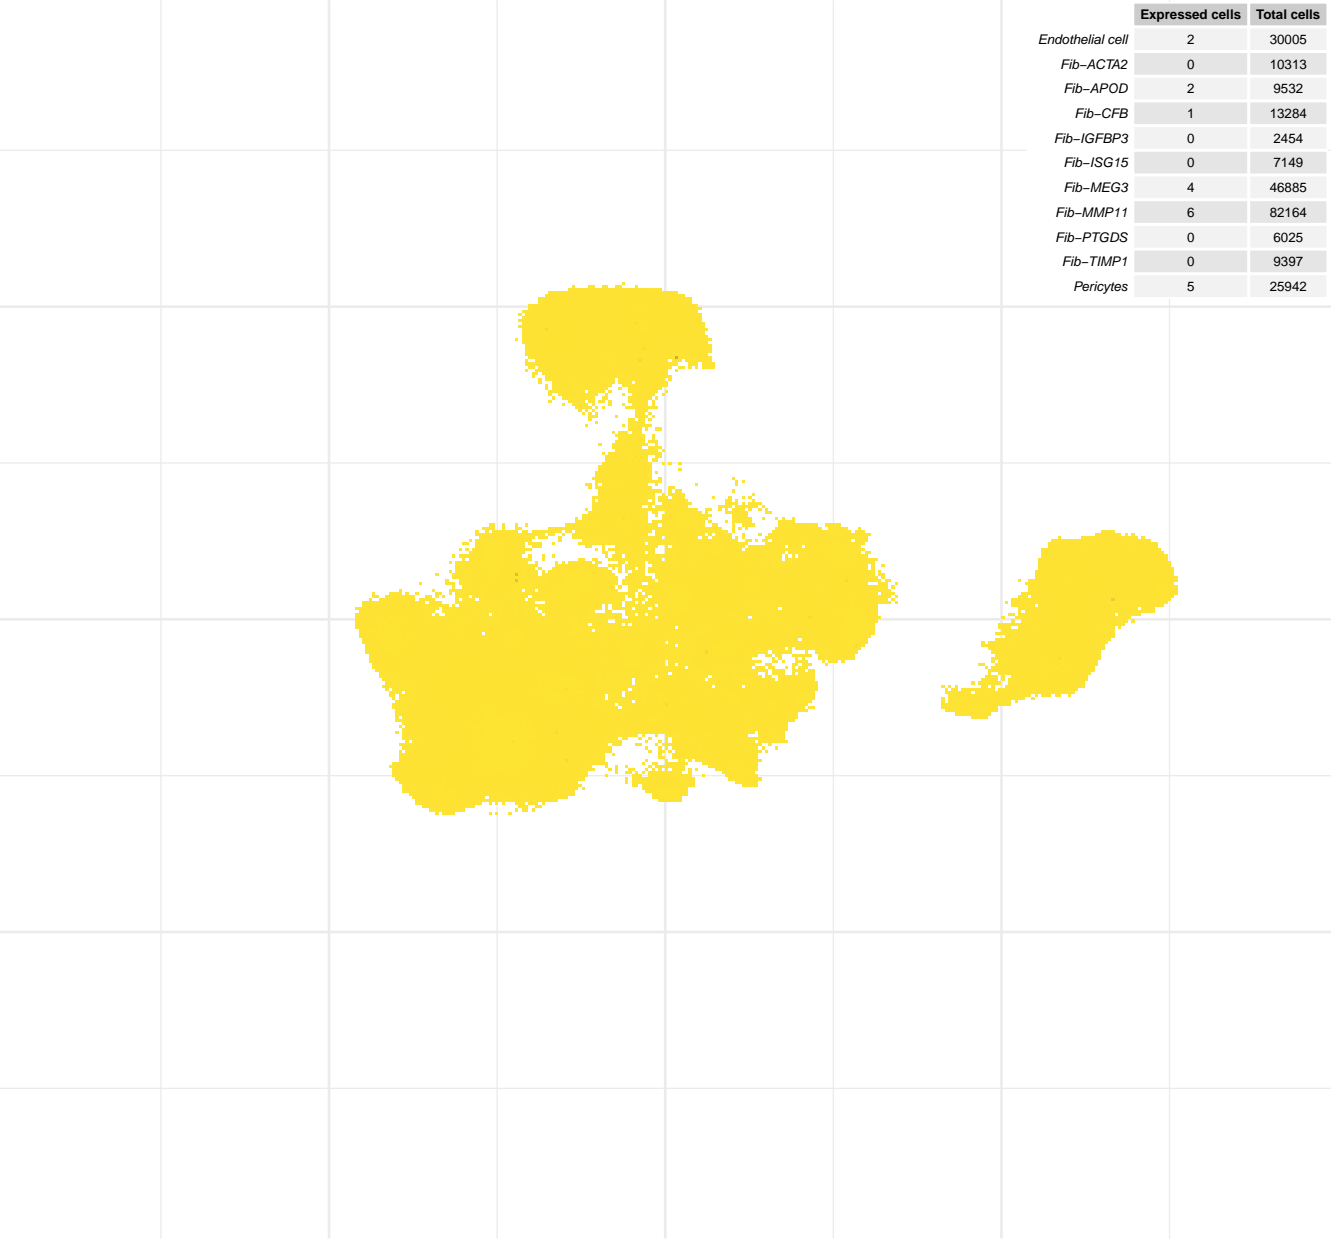 Expressed cells Total cells
Endothelial cell 2 30005
Fib−ACTA2 0 10313
Fib−APOD 2 9532
Fib−CFB 1 13284
Fib−IGFBP3 0 2454
Fib−ISG15 0 7149
Fib−MEG3 4 46885
Fib−MMP11 6 82164
Fib−PTGDS 0 6025
Fib−TIMP1 0 9397
Pericytes 5 25942